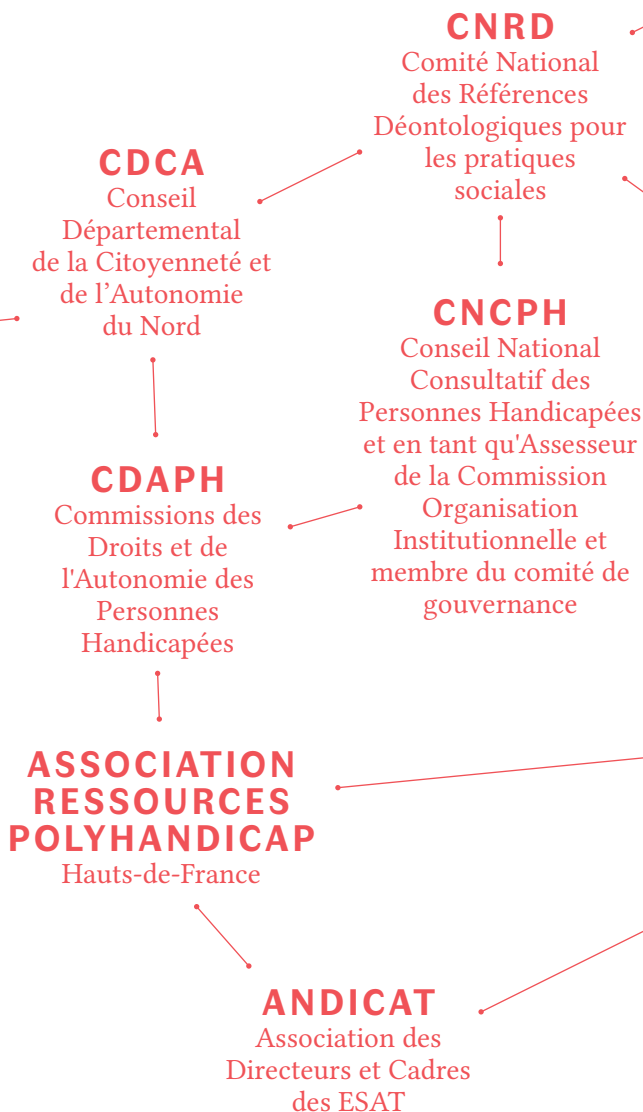 CNRD
Comité National
des Références
Déontologiques pour
les pratiques
sociales
CDCA
Conseil
Départemental
de la Citoyenneté et
de l’Autonomie
du Nord
CNCPH
Conseil National
Consultatif des
Personnes Handicapées
et en tant qu'Assesseur
de la Commission
Organisation
Institutionnelle et
membre du comité de
gouvernance
CDAPH
Commissions des
Droits et de
l'Autonomie des
Personnes
Handicapées
ASSOCIATION
RESSOURCES
POLYHANDICAP
Hauts-de-France
ANDICAT
Association des
Directeurs et Cadres
des ESAT